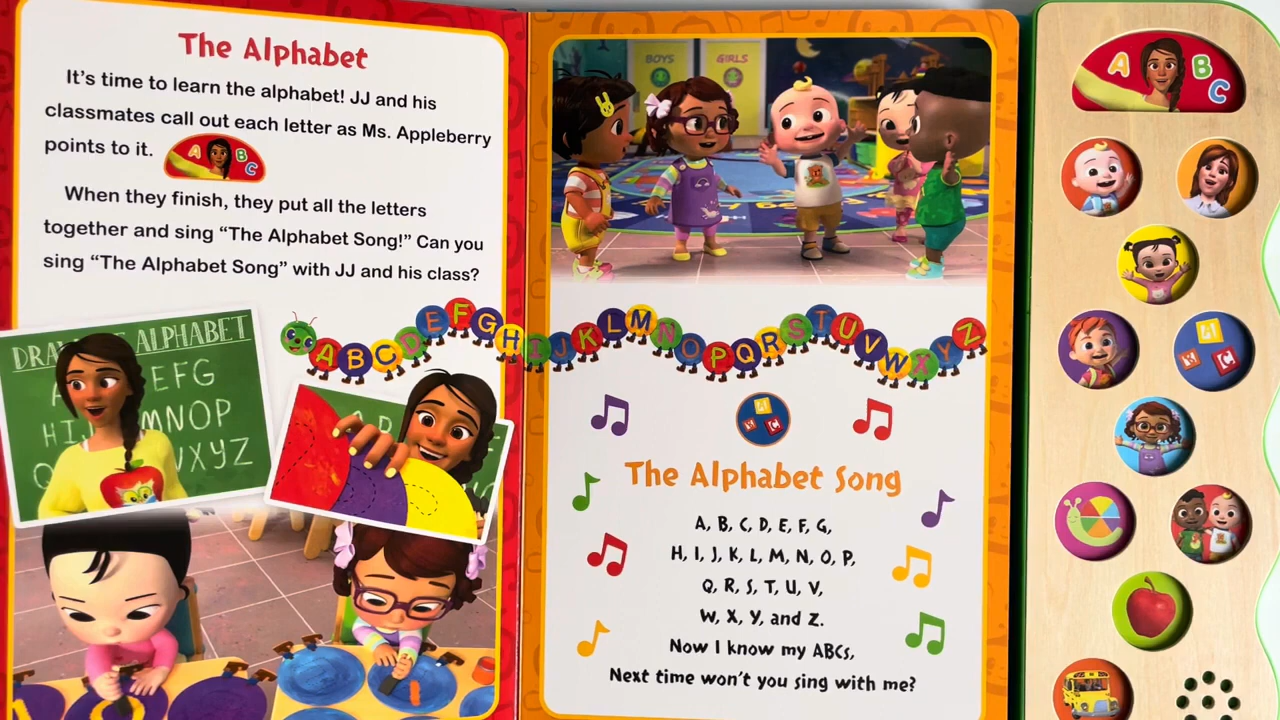 The Alphabet
It's time to learn the alphabet! JJ and his
classmates call out each letter as Ms. Appleberry
points to it.
A B C
When they finish, they put all the letters
together and sing "The Alphabet Song!" Can you
sing "The Alphabet Song" with JJ and his class?
ALPHABET
EFG
MNOP
VXYZ
BOYS
GIRLS
A B C D E F G H I J K L M N O P Q R S T U V W X Y Z
A B C
The Alphabet Song
A, B, C, D, E, F, G,
H, I, J, K, L, M, N, O, P,
Q, R, S, T, U, V,
W, X, Y, and Z.
Now I know my ABCs,
Next time won't you sing with me?
A B C
A B C